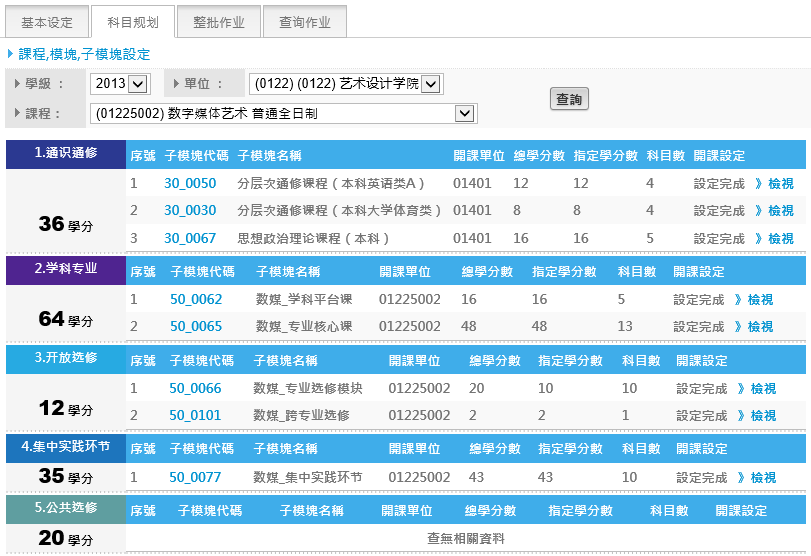 基本设定 科目规划 整批作业 查询作业
課程,模塊,子模塊設定
學級 ： 2013 單位 ： (0122) (0122) 艺术设计学院
查詢
課程： (01225002) 数字媒体艺术 普通全日制
1.通识通修 序號 子模塊代碼 子模塊名稱 開課單位 總學分數 指定學分數 科目數 開課設定
1 30_0050 分层次通修课程（本科英语类A） 01401 12 12 4 設定完成 》檢視
36 學分
2 30_0030 分层次通修课程（本科大学体育类） 01401 8 8 4 設定完成 》檢視
3 30_0067 思想政治理论课程（本科） 01401 16 16 5 設定完成 》檢視
2.学科专业 序號 子模塊代碼 子模塊名稱 開課單位 總學分數 指定學分數 科目數 開課設定
1 50_0062 数媒_学科平台课 01225002 16 16 5 設定完成 》檢視
64 學分
2 50_0065 数媒_专业核心课 01225002 48 48 13 設定完成 》檢視
3.开放选修 序號 子模塊代碼 子模塊名稱 開課單位 總學分數 指定學分數 科目數 開課設定
1 50_0066 数媒_专业选修模块 01225002 20 10 10 設定完成 》檢視
12 學分
2 50_0101 数媒_跨专业选修 01225002 2 2 1 設定完成 》檢視
4.集中实践环节 序號 子模塊代碼 子模塊名稱 開課單位 總學分數 指定學分數 科目數 開課設定
35 學分 1 50_0077 数媒_集中实践环节 01225002 43 43 10 設定完成 》檢視
5.公共选修 序號 子模塊代碼 子模塊名稱 開課單位 總學分數 指定學分數 科目數 開課設定
20 學分 查無相關資料